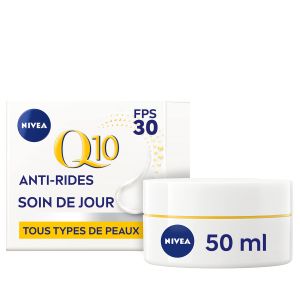 NIVEA
FPS
30
Q10
ANTI-RIDES
SOIN DE JOUR
TOUS TYPES DE PEAUX
NIVEA
50 ml